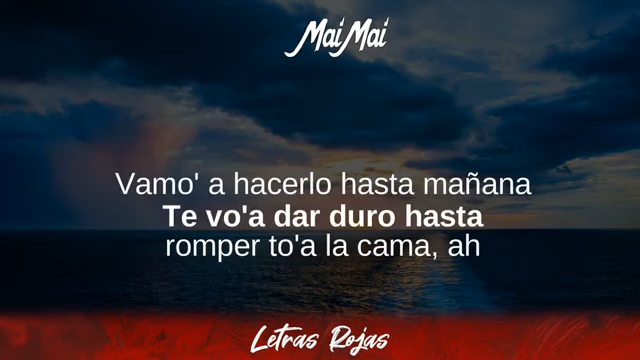 Mai Mai
Vamo' a hacerlo hasta mañana
Te vo'a dar duro hasta
romper to'a la cama, ah
Letras Rojas